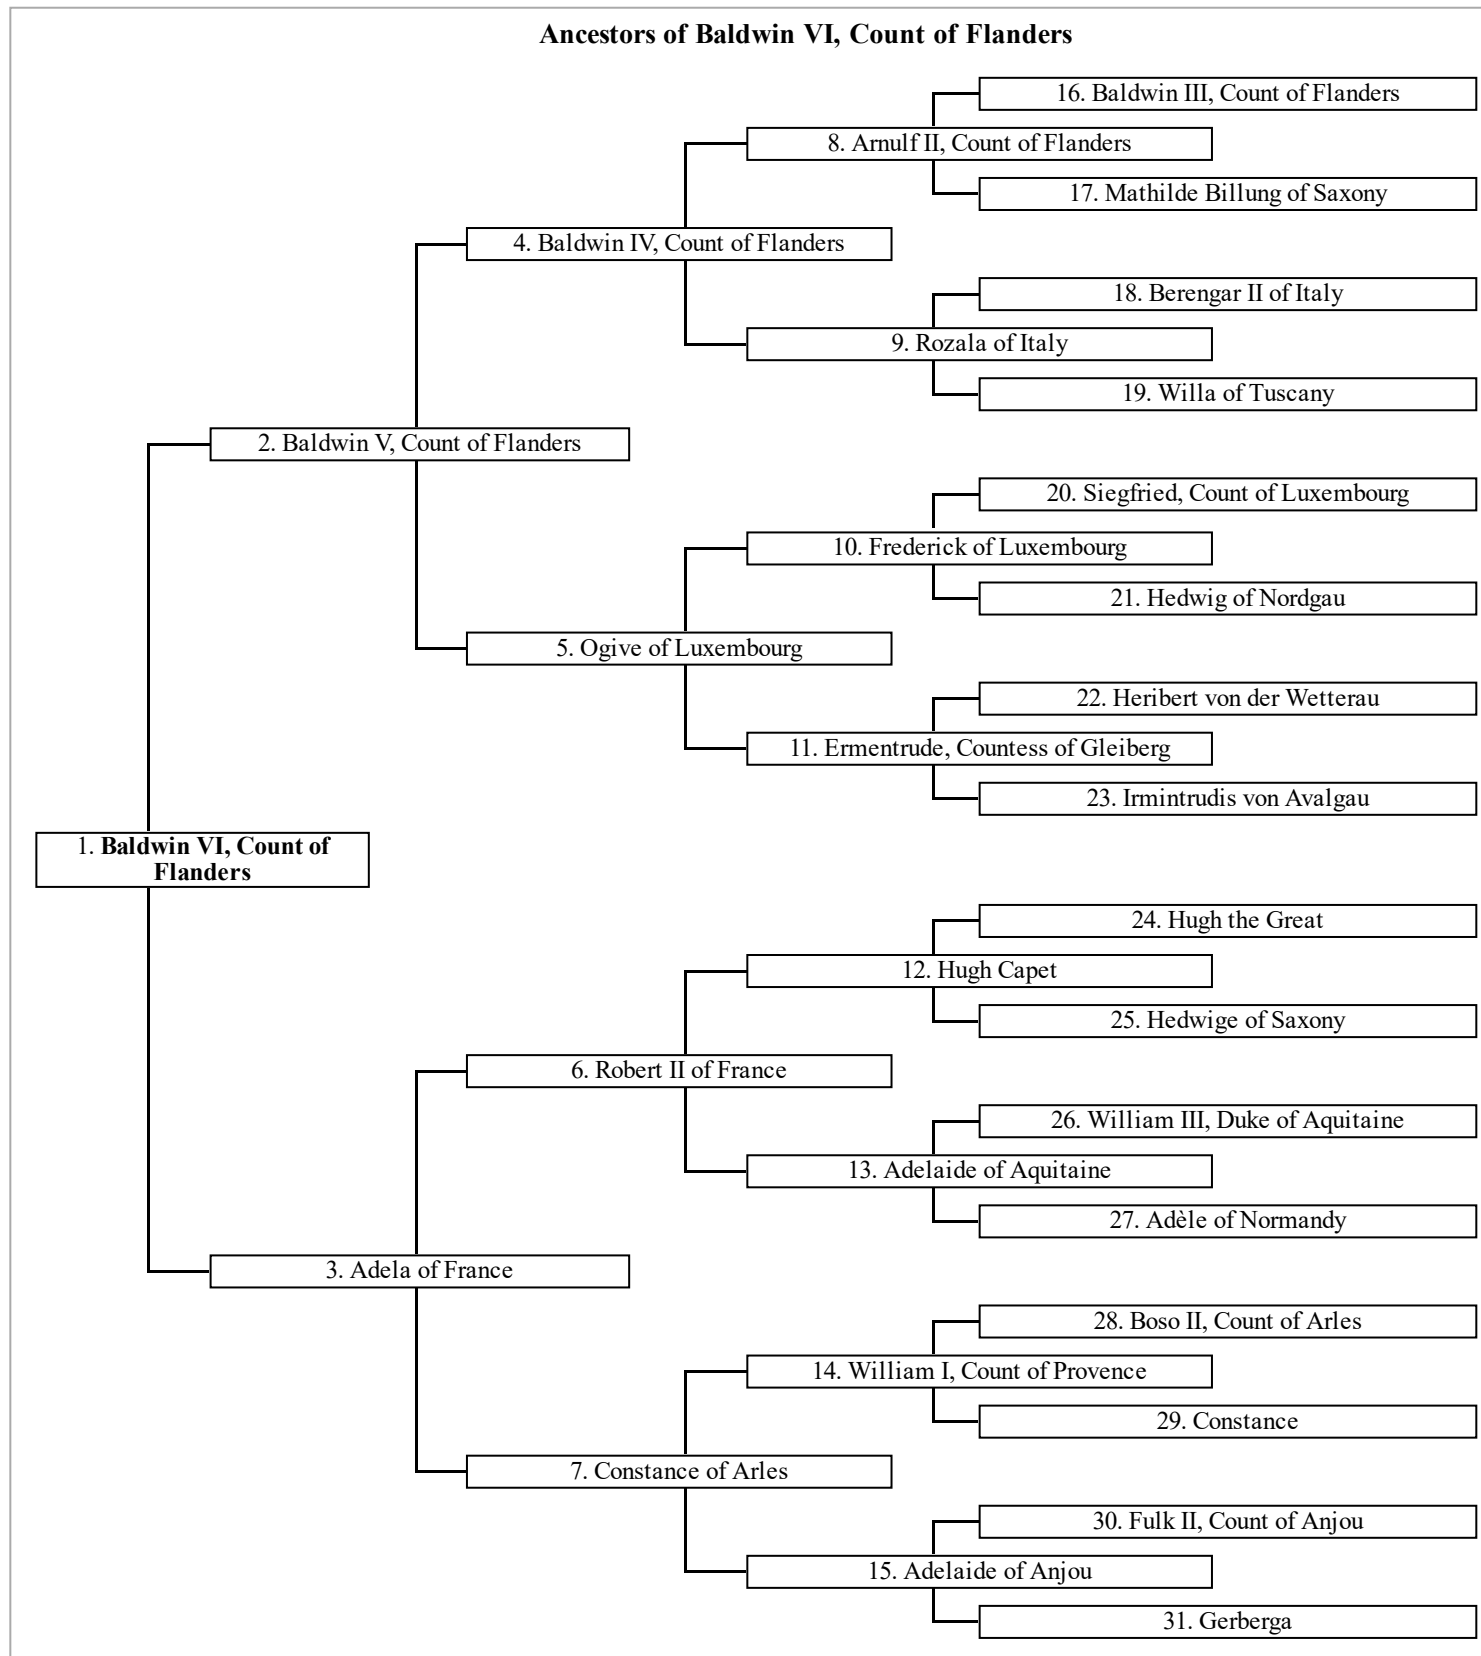 Ancestors of Baldwin VI, Count of Flanders
16. Baldwin III, Count of Flanders
8. Arnulf II, Count of Flanders
17. Mathilde Billung of Saxony
4. Baldwin IV, Count of Flanders
18. Berengar II of Italy
9. Rozala of Italy
19. Willa of Tuscany
2. Baldwin V, Count of Flanders
20. Siegfried, Count of Luxembourg
10. Frederick of Luxembourg
21. Hedwig of Nordgau
5. Ogive of Luxembourg
22. Heribert von der Wetterau
11. Ermentrude, Countess of Gleiberg
23. Irmintrudis von Avalgau
1. Baldwin VI, Count of
Flanders
24. Hugh the Great
12. Hugh Capet
25. Hedwige of Saxony
6. Robert II of France
26. William III, Duke of Aquitaine
13. Adelaide of Aquitaine
27. Adèle of Normandy
3. Adela of France
28. Boso II, Count of Arles
14. William I, Count of Provence
29. Constance
7. Constance of Arles
30. Fulk II, Count of Anjou
15. Adelaide of Anjou
31. Gerberga